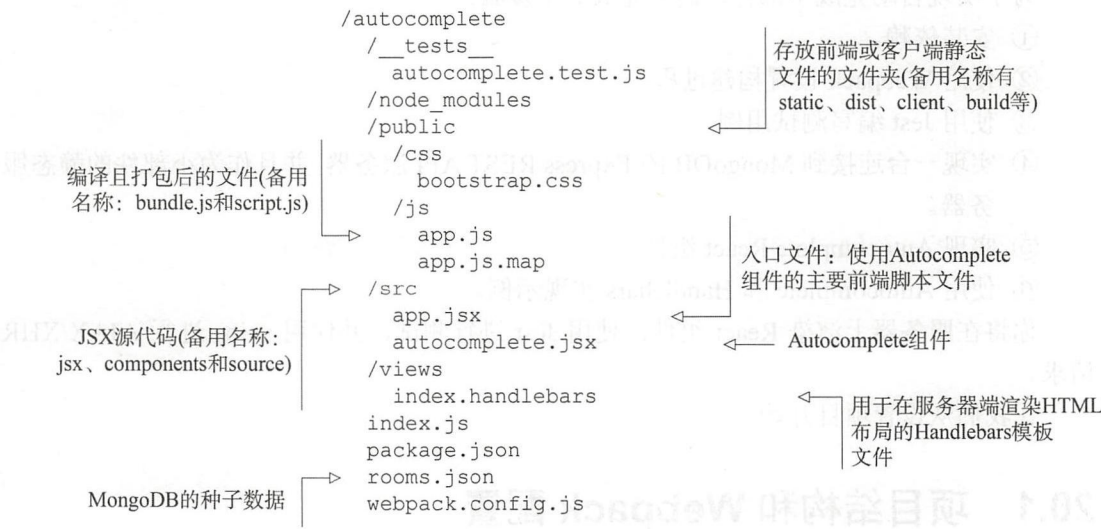 /autocomplete
/__tests__
autocomplete.test.js
/node_modules
/public
/css
bootstrap.css
/js
app.js
app.js.map
/src
app.jsx
autocomplete.jsx
/views
index.handlebars
index.js
package.json
rooms.json
webpack.config.js
存放前端或客户端静态
文件的文件夹(备用名称有
static、dist、client、build等)
编译且打包后的文件(备用
名称：bundle.js和script.js)
入口文件：使用Autocomplete
组件的主要前端脚本文件
JSX源代码(备用名称：
jsx、components和source)
Autocomplete组件
用于在服务器端渲染HTML
布局的Handlebars模板
文件
MongoDB的种子数据